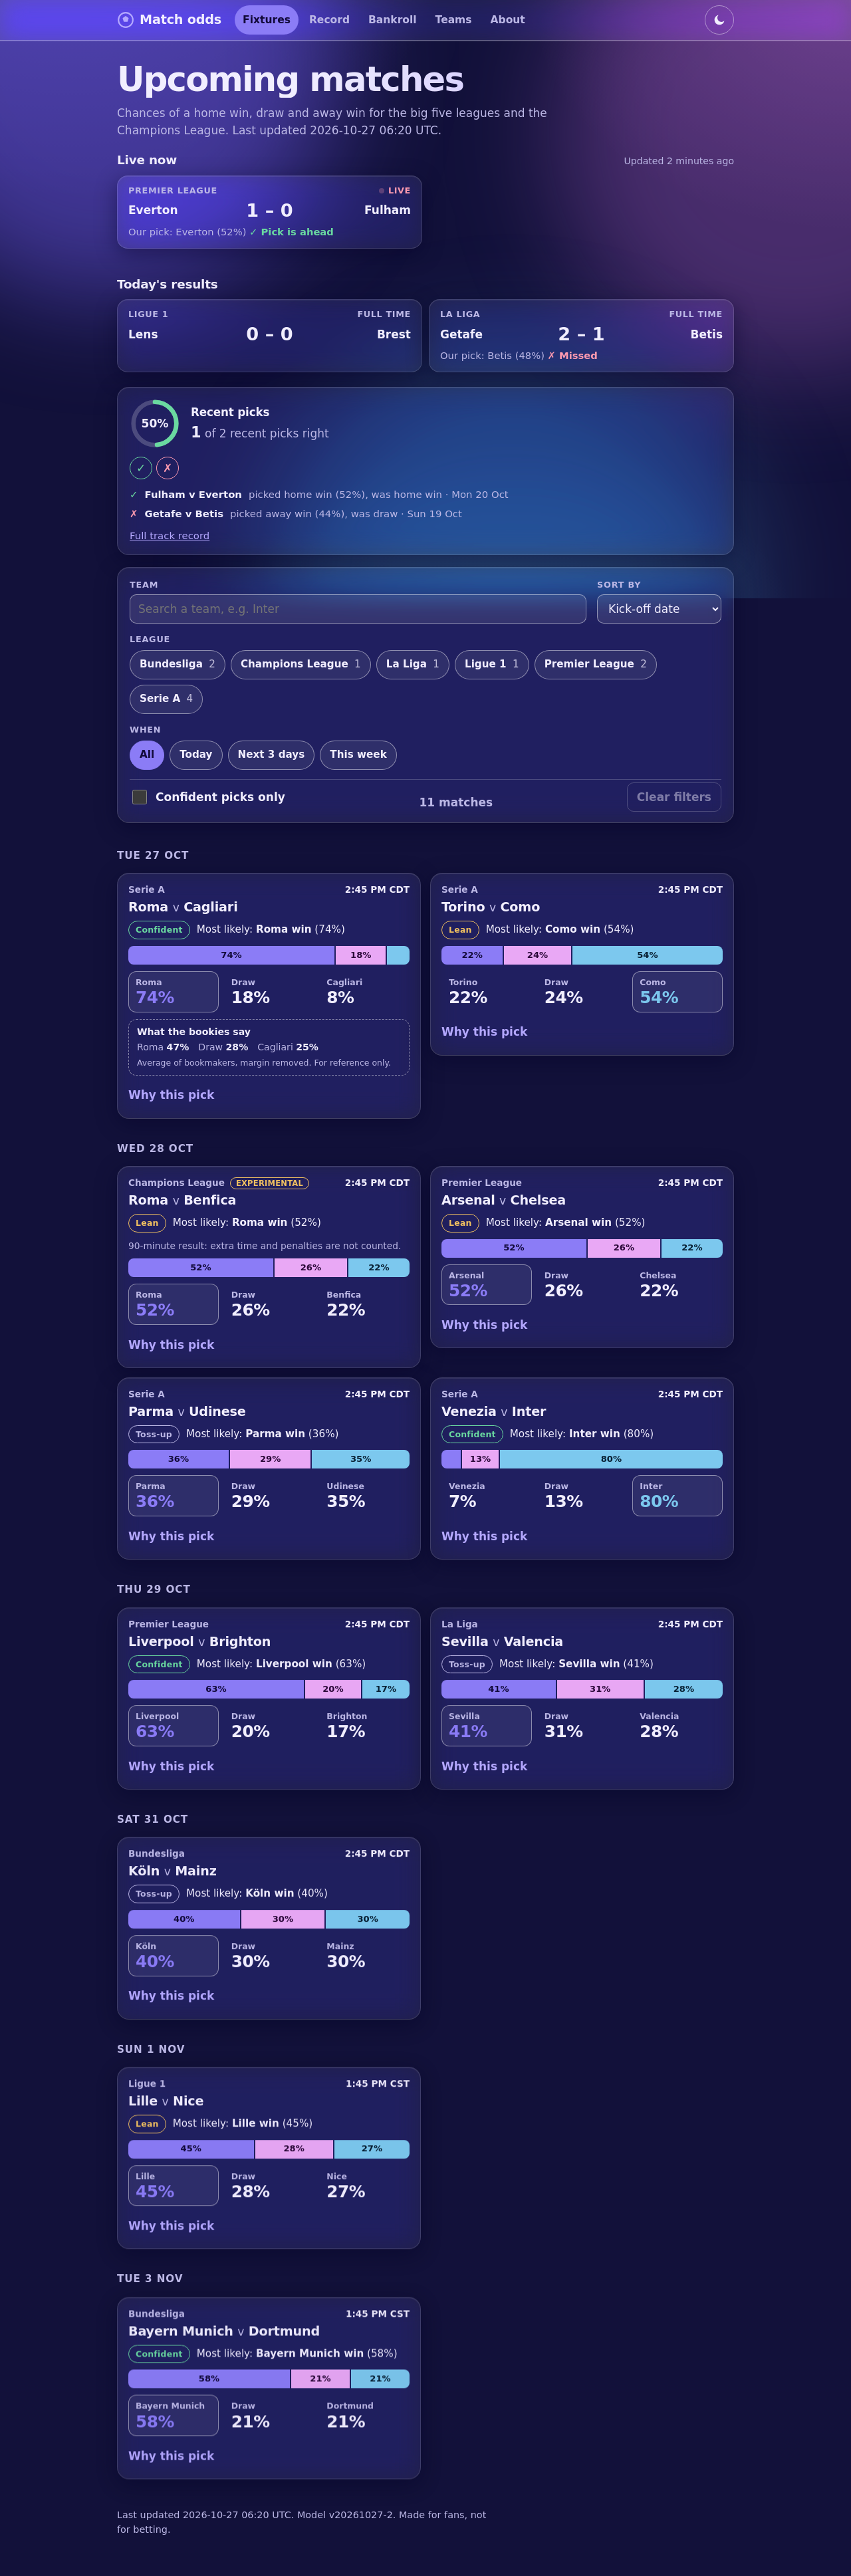 Match odds Fixtures Record Bankroll Teams About
Upcoming matches
Chances of a home win, draw and away win for the big five leagues and the
Champions League. Last updated 2026-10-27 06:20 UTC.
Live now Updated 2 minutes ago
PREMIER LEAGUE LIVE
Everton 1 – 0 Fulham
Our pick: Everton (52%) ✓ Pick is ahead
Today's results
LIGUE 1 FULL TIME
Lens 0 – 0 Brest
LA LIGA FULL TIME
Getafe 2 – 1 Betis
Our pick: Betis (48%) ✗ Missed
50%
Recent picks
1 of 2 recent picks right
✓ ✗
✓ Fulham v Everton picked home win (52%), was home win · Mon 20 Oct
✗ Getafe v Betis picked away win (44%), was draw · Sun 19 Oct
Full track record
TEAM SORT BY
Search a team, e.g. Inter Kick-off date
LEAGUE
Bundesliga 2 Champions League 1 La Liga 1 Ligue 1 1 Premier League 2
Serie A 4
WHEN
All Today Next 3 days This week
Confident picks only 11 matches Clear filters
TUE 27 OCT
Serie A 2:45 PM CDT
Roma v Cagliari
Confident Most likely: Roma win (74%)
74% 18%
Roma Draw Cagliari
74% 18% 8%
What the bookies say
Roma 47% Draw 28% Cagliari 25%
Average of bookmakers, margin removed. For reference only.
Why this pick
Serie A 2:45 PM CDT
Torino v Como
Lean Most likely: Como win (54%)
22% 24% 54%
Torino Draw Como
22% 24% 54%
Why this pick
WED 28 OCT
Champions League EXPERIMENTAL 2:45 PM CDT
Roma v Benfica
Lean Most likely: Roma win (52%)
90-minute result: extra time and penalties are not counted.
52% 26% 22%
Roma Draw Benfica
52% 26% 22%
Why this pick
Premier League 2:45 PM CDT
Arsenal v Chelsea
Lean Most likely: Arsenal win (52%)
52% 26% 22%
Arsenal Draw Chelsea
52% 26% 22%
Why this pick
Serie A 2:45 PM CDT
Parma v Udinese
Toss-up Most likely: Parma win (36%)
36% 29% 35%
Parma Draw Udinese
36% 29% 35%
Why this pick
Serie A 2:45 PM CDT
Venezia v Inter
Confident Most likely: Inter win (80%)
13% 80%
Venezia Draw Inter
7% 13% 80%
Why this pick
THU 29 OCT
Premier League 2:45 PM CDT
Liverpool v Brighton
Confident Most likely: Liverpool win (63%)
63% 20% 17%
Liverpool Draw Brighton
63% 20% 17%
Why this pick
La Liga 2:45 PM CDT
Sevilla v Valencia
Toss-up Most likely: Sevilla win (41%)
41% 31% 28%
Sevilla Draw Valencia
41% 31% 28%
Why this pick
SAT 31 OCT
Bundesliga 2:45 PM CDT
Köln v Mainz
Toss-up Most likely: Köln win (40%)
40% 30% 30%
Köln Draw Mainz
40% 30% 30%
Why this pick
SUN 1 NOV
Ligue 1 1:45 PM CST
Lille v Nice
Lean Most likely: Lille win (45%)
45% 28% 27%
Lille Draw Nice
45% 28% 27%
Why this pick
TUE 3 NOV
Bundesliga 1:45 PM CST
Bayern Munich v Dortmund
Confident Most likely: Bayern Munich win (58%)
58% 21% 21%
Bayern Munich Draw Dortmund
58% 21% 21%
Why this pick
Last updated 2026-10-27 06:20 UTC. Model v20261027-2. Made for fans, not
for betting.